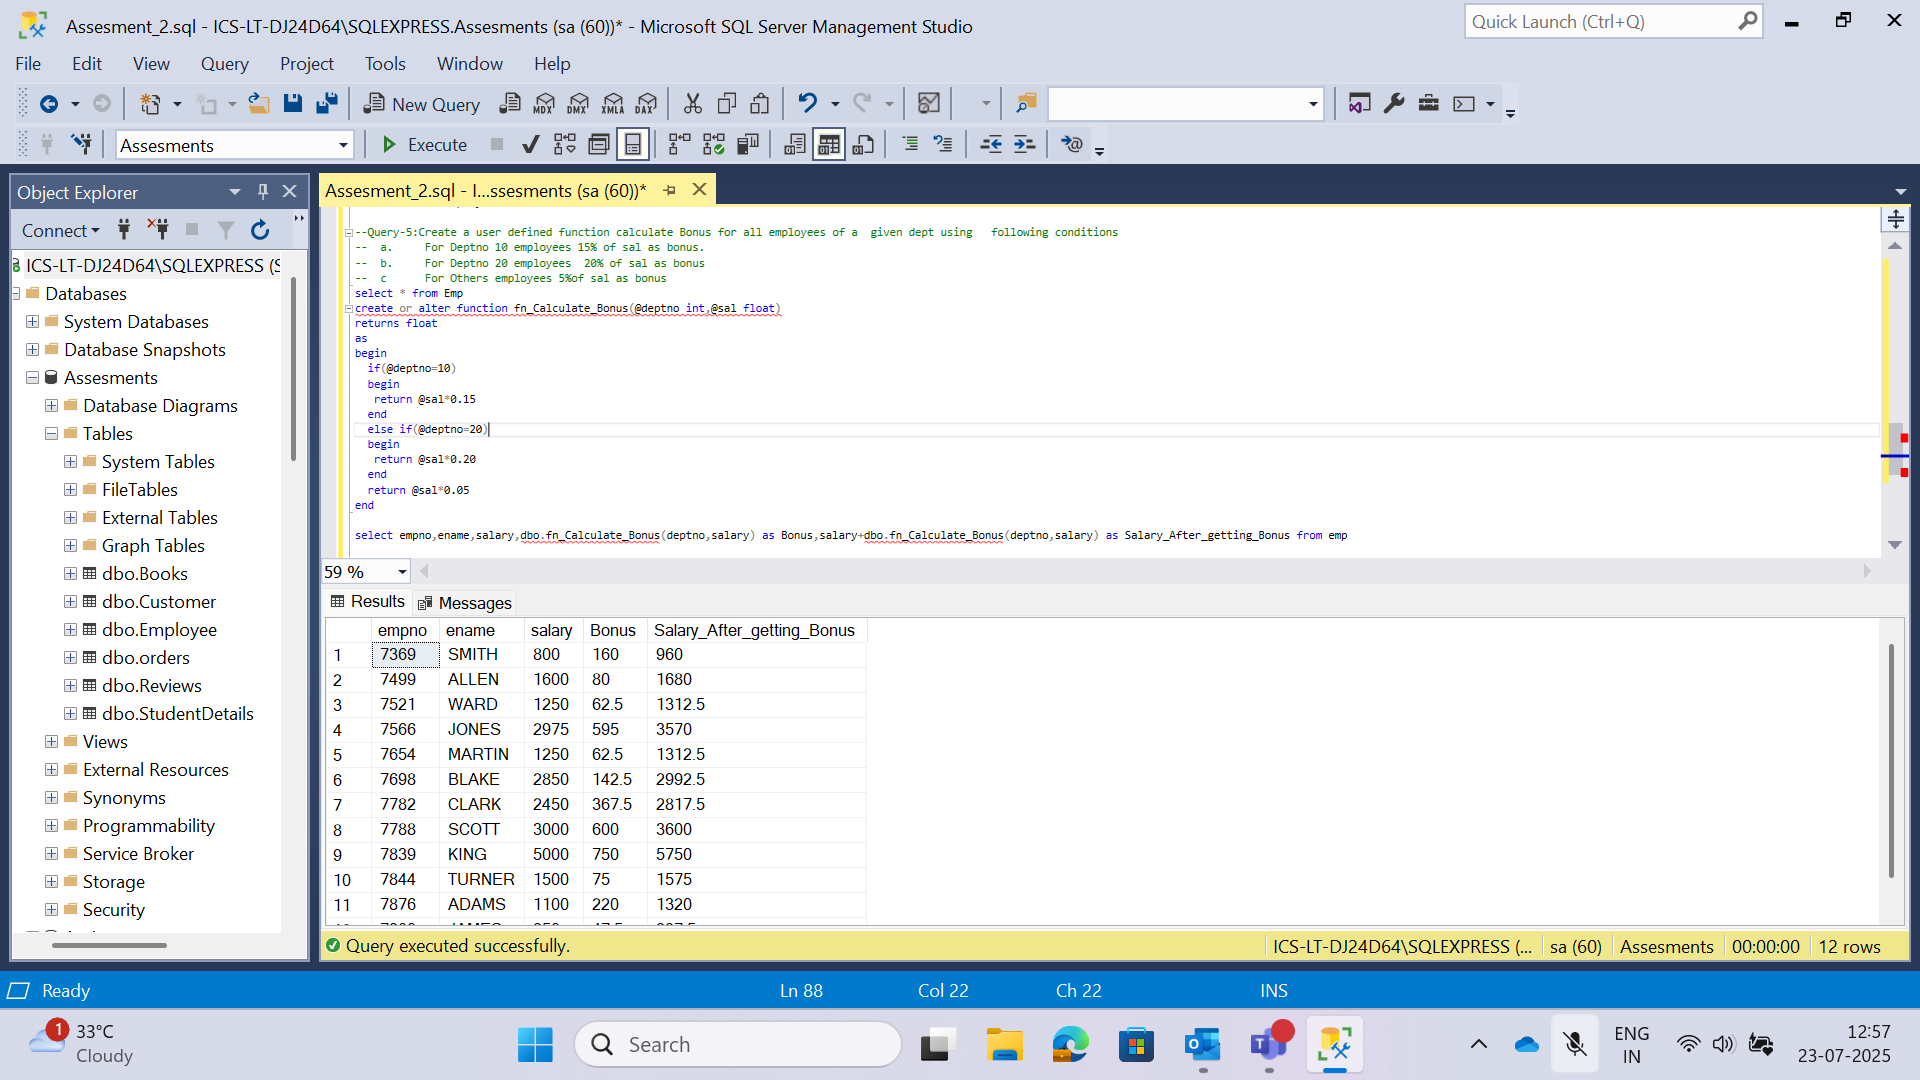 Assesment_2.sql - ICS-LT-DJ24D64\SQLEXPRESS.Assesments (sa (60))* - Microsoft SQL Server Management Studio
Quick Launch (Ctrl+Q)
File Edit View Query Project Tools Window Help
New Query MDX DMX XMLA DAX
Assesments Execute
Object Explorer
Connect
ICS-LT-DJ24D64\SQLEXPRESS (S
Databases
System Databases
Database Snapshots
Assesments
Database Diagrams
Tables
System Tables
FileTables
External Tables
Graph Tables
dbo.Books
dbo.Customer
dbo.Employee
dbo.orders
dbo.Reviews
dbo.StudentDetails
Views
External Resources
Synonyms
Programmability
Service Broker
Storage
Security
Assesment_2.sql - I...ssesments (sa (60))*
--Query-5:Create a user defined function calculate Bonus for all employees of a  given dept using   following conditions
--  a.     For Deptno 10 employees 15% of sal as bonus.
--  b.     For Deptno 20 employees  20% of sal as bonus
--  c      For Others employees 5%of sal as bonus
select * from Emp
create or alter function fn_Calculate_Bonus(@deptno int,@sal float)
returns float
as
begin
if(@deptno=10)
begin
return @sal*0.15
end
else if(@deptno=20)
begin
return @sal*0.20
end
return @sal*0.05
end
select empno,ename,salary,dbo.fn_Calculate_Bonus(deptno,salary) as Bonus,salary+dbo.fn_Calculate_Bonus(deptno,salary) as Salary_After_getting_Bonus from emp
59 %
Results Messages
empno ename salary Bonus Salary_After_getting_Bonus
1 7369 SMITH 800 160 960
2 7499 ALLEN 1600 80 1680
3 7521 WARD 1250 62.5 1312.5
4 7566 JONES 2975 595 3570
5 7654 MARTIN 1250 62.5 1312.5
6 7698 BLAKE 2850 142.5 2992.5
7 7782 CLARK 2450 367.5 2817.5
8 7788 SCOTT 3000 600 3600
9 7839 KING 5000 750 5750
10 7844 TURNER 1500 75 1575
11 7876 ADAMS 1100 220 1320
Query executed successfully.
ICS-LT-DJ24D64\SQLEXPRESS (... sa (60) Assesments 00:00:00 12 rows
Ready Ln 88 Col 22 Ch 22 INS
1
33°C
Cloudy
Search
ENG
IN
12:57
23-07-2025